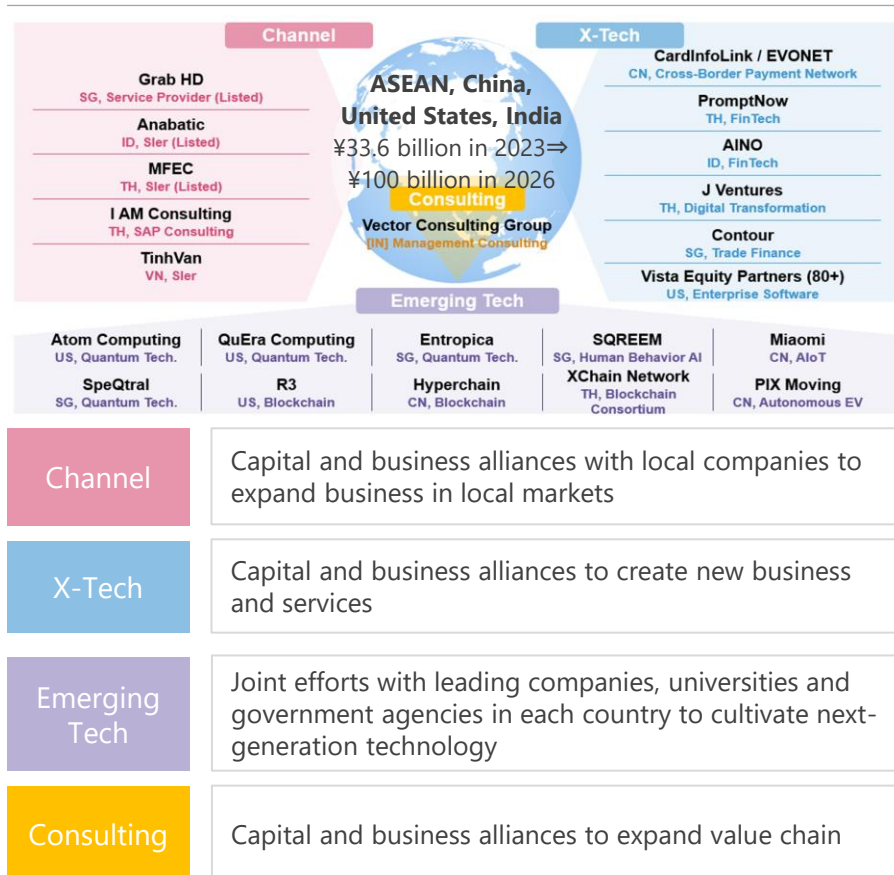 Channel
X-Tech
Grab HD
SG, Service Provider (Listed)
Anabatic
ID, SIer (Listed)
MFEC
TH, SIer (Listed)
I AM Consulting
TH, SAP Consulting
TinhVan
VN, SIer
ASEAN, China,
United States, India
¥33.6 billion in 2023⇒
¥100 billion in 2026
Consulting
Vector Consulting Group
[IN] Management Consulting
CardInfoLink / EVONET
CN, Cross-Border Payment Network
PromptNow
TH, FinTech
AINO
ID, FinTech
J Ventures
TH, Digital Transformation
Contour
SG, Trade Finance
Vista Equity Partners (80+)
US, Enterprise Software
Emerging Tech
Atom Computing
US, Quantum Tech.
QuEra Computing
US, Quantum Tech.
Entropica
SG, Quantum Tech.
SQREEM
SG, Human Behavior AI
Miaomi
CN, AIoT
SpeQtral
SG, Quantum Tech.
R3
US, Blockchain
Hyperchain
CN, Blockchain
XChain Network
TH, Blockchain
Consortium
PIX Moving
CN, Autonomous EV
Channel
Capital and business alliances with local companies to
expand business in local markets
X-Tech
Capital and business alliances to create new business
and services
Emerging
Tech
Joint efforts with leading companies, universities and
government agencies in each country to cultivate next-
generation technology
Consulting
Capital and business alliances to expand value chain